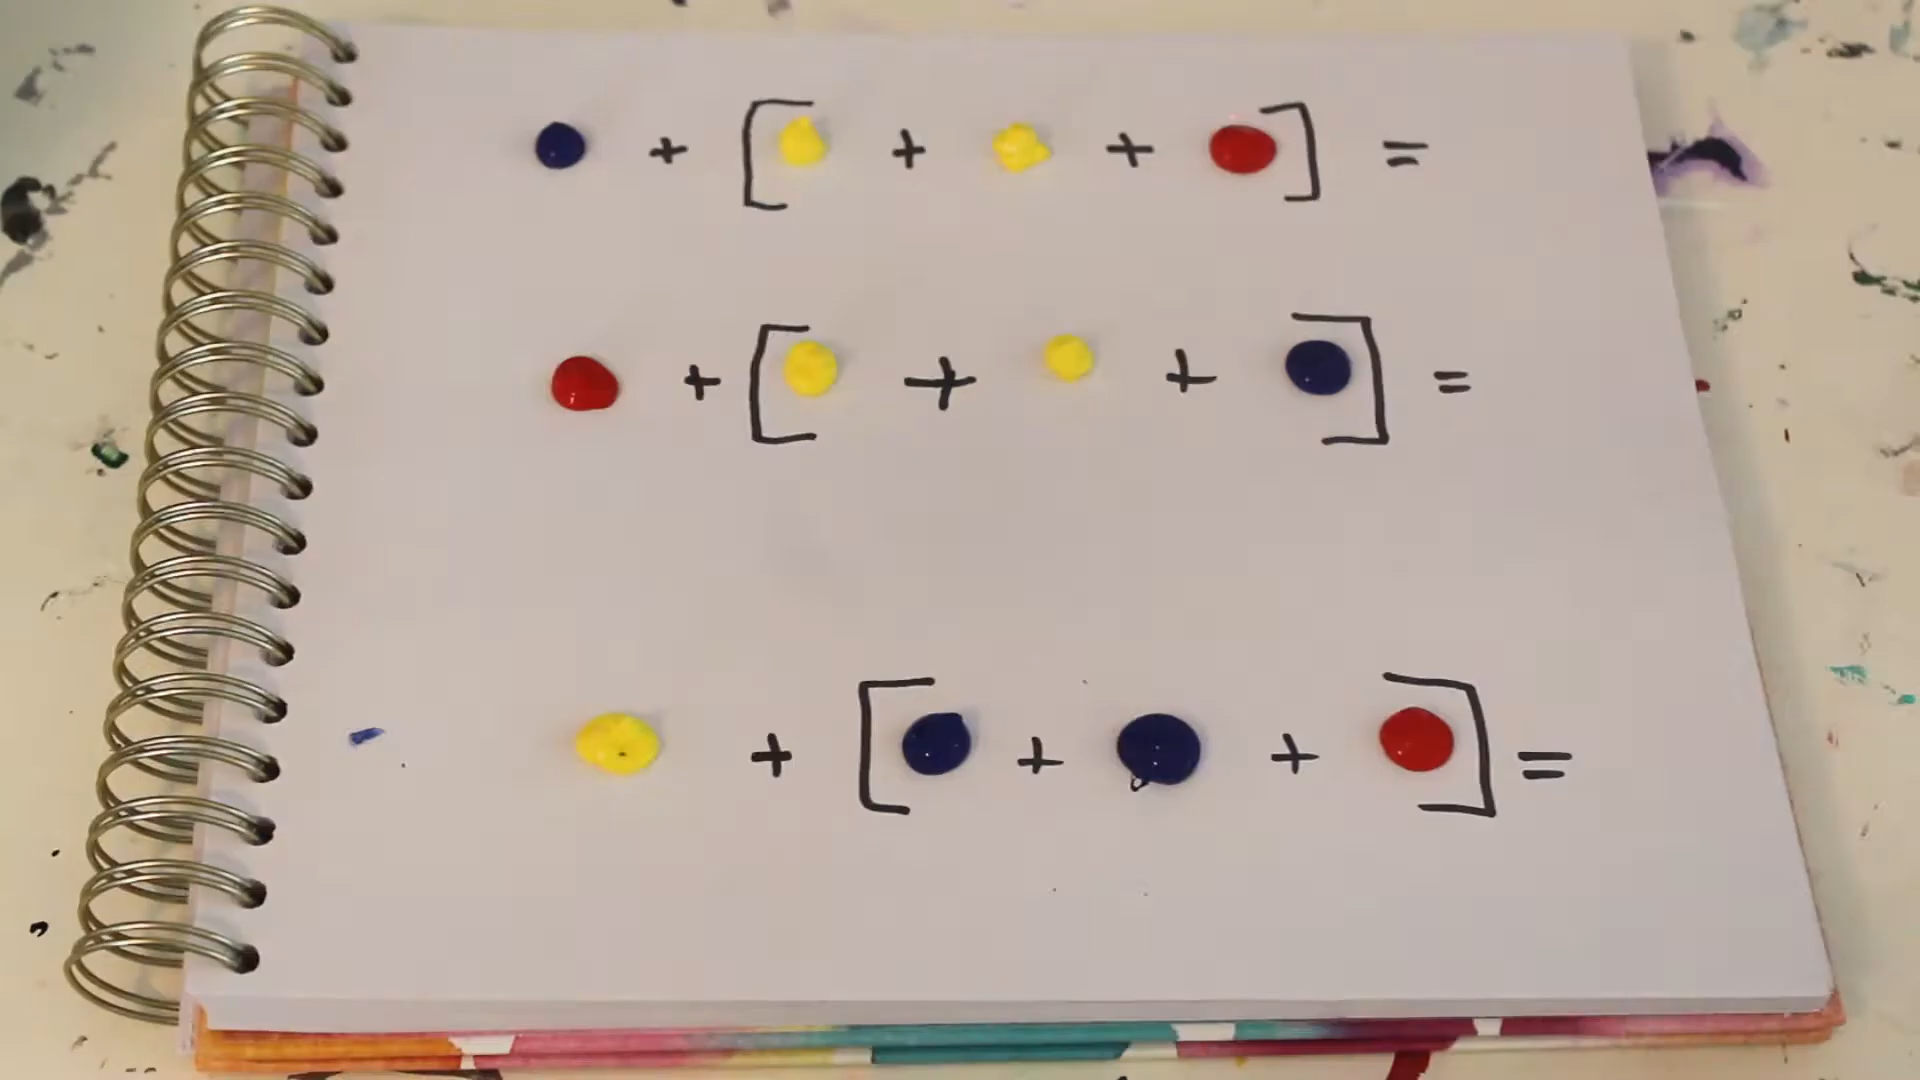 + [ + + ] =
+ [ + + ] =
+ [ + + ] =